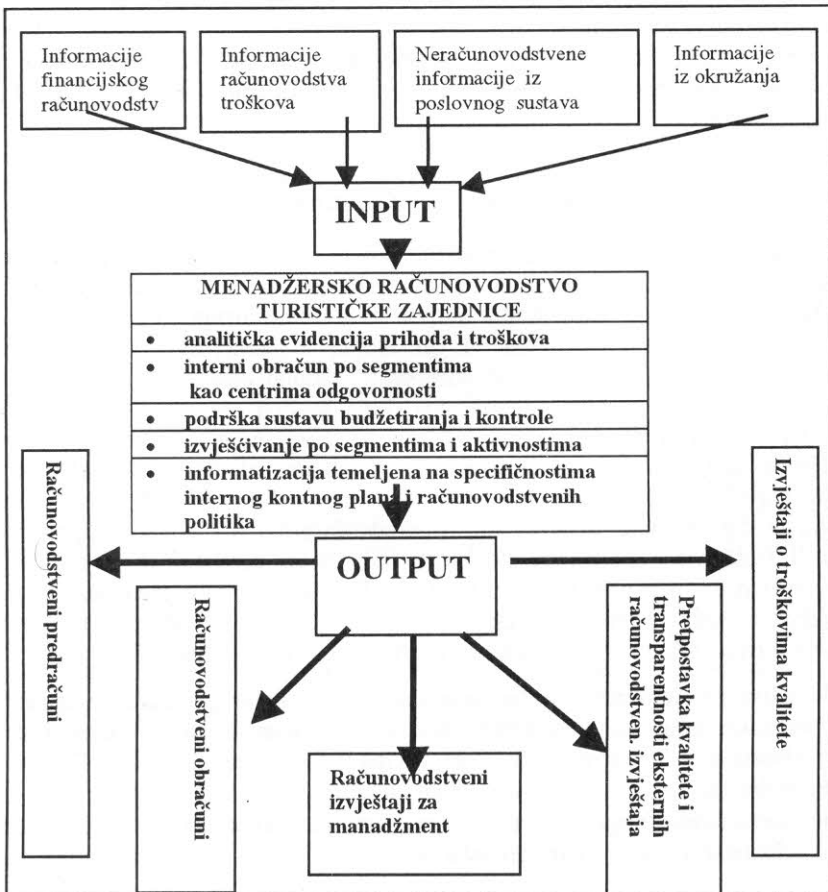 Informacije
financijskog
računovodstv
Informacije
računovodstva
troškova
Neračunovodstvene
informacije iz
poslovnog sustava
Informacije
iz okružanja
INPUT
MENADŽERSKO RAČUNOVODSTVO
TURISTIČKE ZAJEDNICE
• analitička evidencija prihoda i troškova
• interni obračun po segmentima
kao centrima odgovornosti
• podrška sustavu budžetiranja i kontrole
• izvješćivanje po segmentima i aktivnostima
• informatizacija temeljena na specifičnostima
internog kontnog plana i računovodstvenih
politika
OUTPUT
Računovodstveni predračuni
Računovodstveni obračuni
Računovodstveni
izvještaji za
manadžment
Pretpostavka kvalitete i
transparentnosti eksternih
računovodstven. izvještaja
Izvještaji o troškovima kvalitete